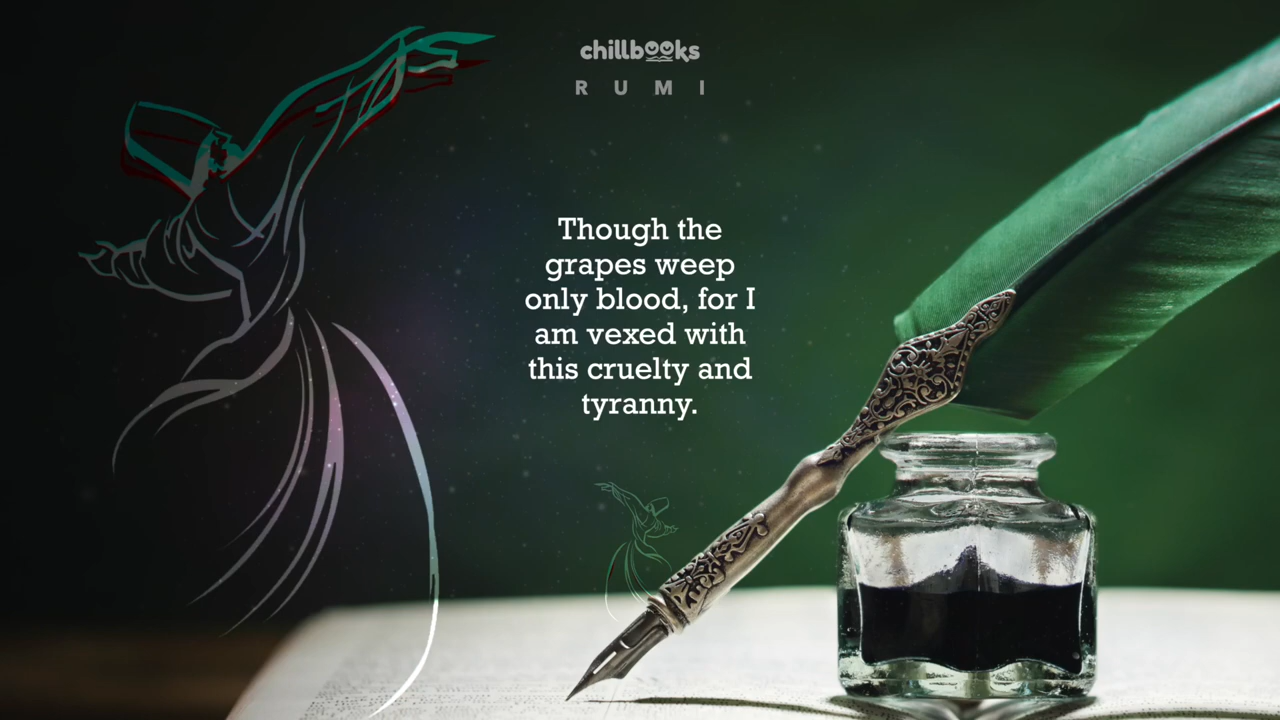 chillbooks
RUMI
Though the
grapes weep
only blood, for I
am vexed with
this cruelty and
tyranny.